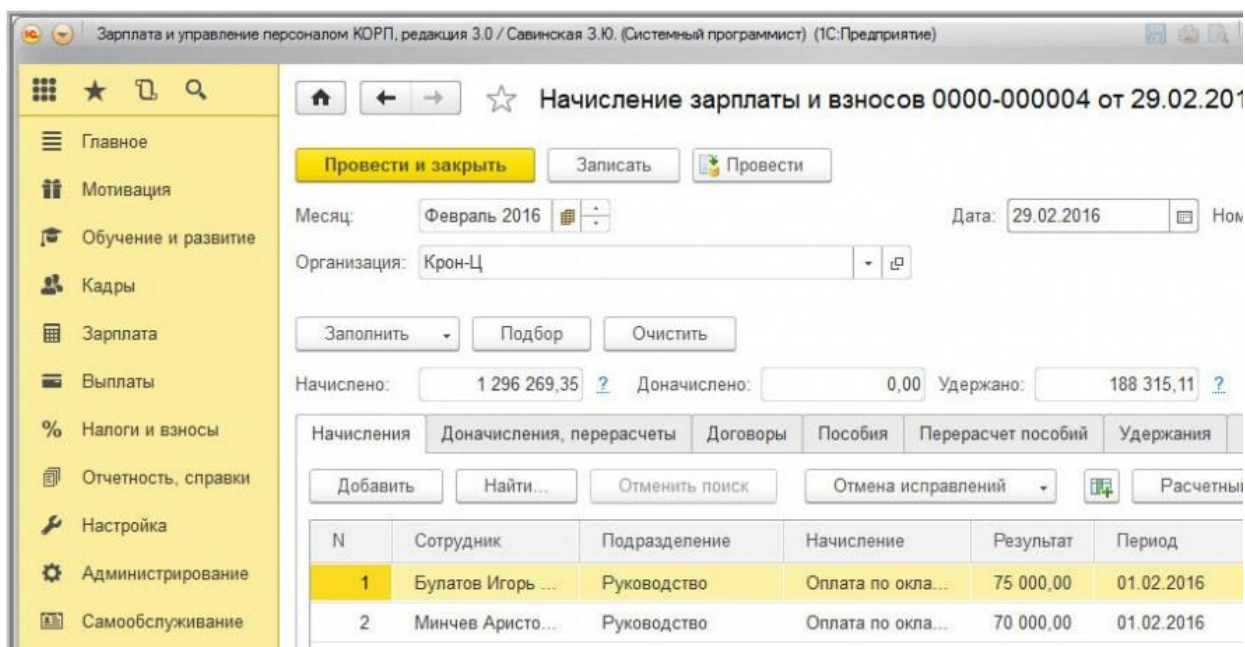 Зарплата и управление персоналом КОРП, редакция 3.0 / Савинская З.Ю. (Системный программист) (1С:Предприятие)
Начисление зарплаты и взносов 0000-000004 от 29.02.201
Главное
Мотивация
Обучение и развитие
Кадры
Зарплата
Выплаты
% Налоги и взносы
Отчетность, справки
Настройка
Администрирование
Самообслуживание
Провести и закрыть Записать Провести
Месяц: Февраль 2016 Дата: 29.02.2016 Ном
Организация: Крон-Ц
Заполнить Подбор Очистить
Начислено: 1 296 269,35 ? Доначислено: 0,00 Удержано: 188 315,11 ?
Начисления Доначисления, перерасчеты Договоры Пособия Перерасчет пособий Удержания
Добавить Найти... Отменить поиск Отмена исправлений Расчетны
N Сотрудник Подразделение Начисление Результат Период
1 Булатов Игорь ... Руководство Оплата по окла... 75 000,00 01.02.2016
2 Минчев Аристо... Руководство Оплата по окла... 70 000,00 01.02.2016